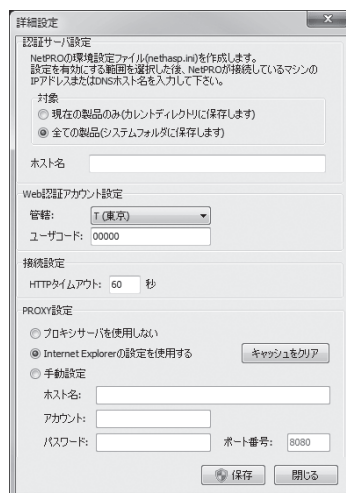 詳細設定
認証サーバ設定
NetPROの環境設定ファイル(nethasp.ini)を作成します。
設定を有効にする範囲を選択した後、NetPROが接続しているマシンの
IPアドレスまたはDNSホスト名を入力して下さい。
対象
現在の製品のみ(カレントディレクトリに保存します)
全ての製品(システムフォルダに保存します)
ホスト名
Web認証アカウント設定
管轄: T (東京)
ユーザコード: 00000
接続設定
HTTPタイムアウト: 60 秒
PROXY設定
プロキシサーバを使用しない
Internet Explorerの設定を使用する キャッシュをクリア
手動設定
ホスト名:
アカウント:
パスワード: ポート番号: 8080
保存 閉じる